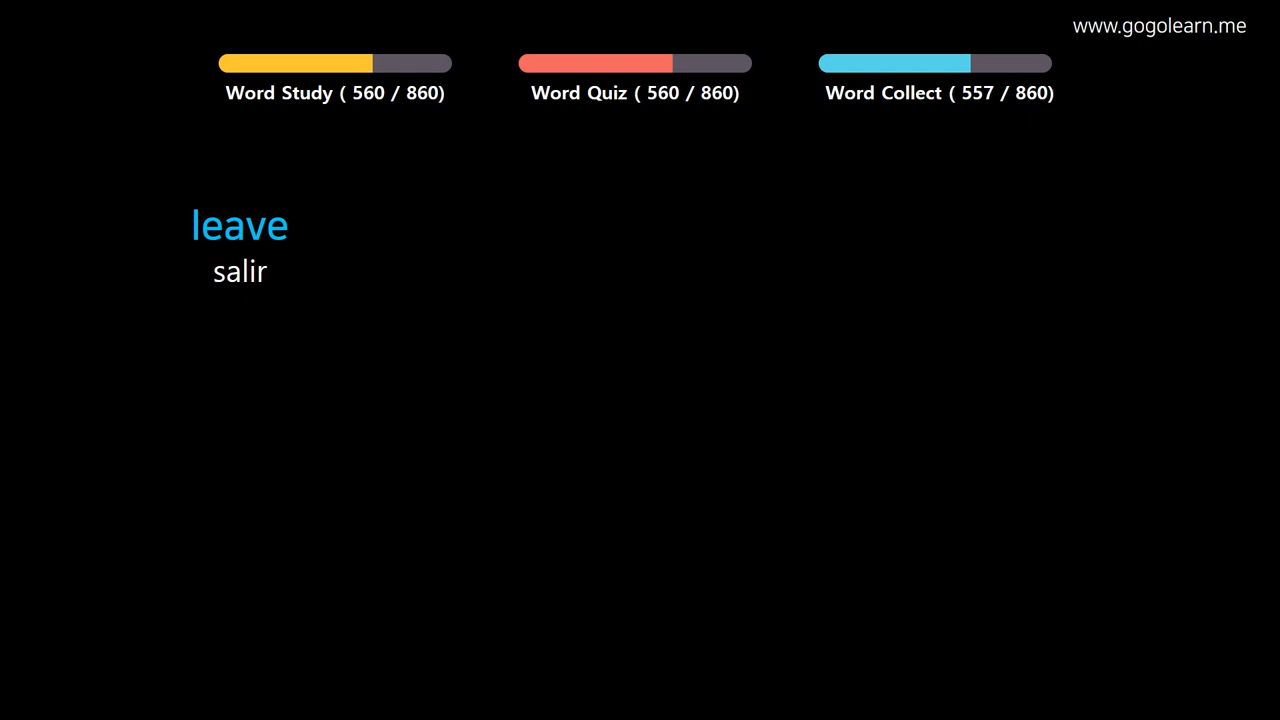 www.gogolearn.me
Word Study ( 560 / 860)
Word Quiz ( 560 / 860)
Word Collect ( 557 / 860)
leave
salir